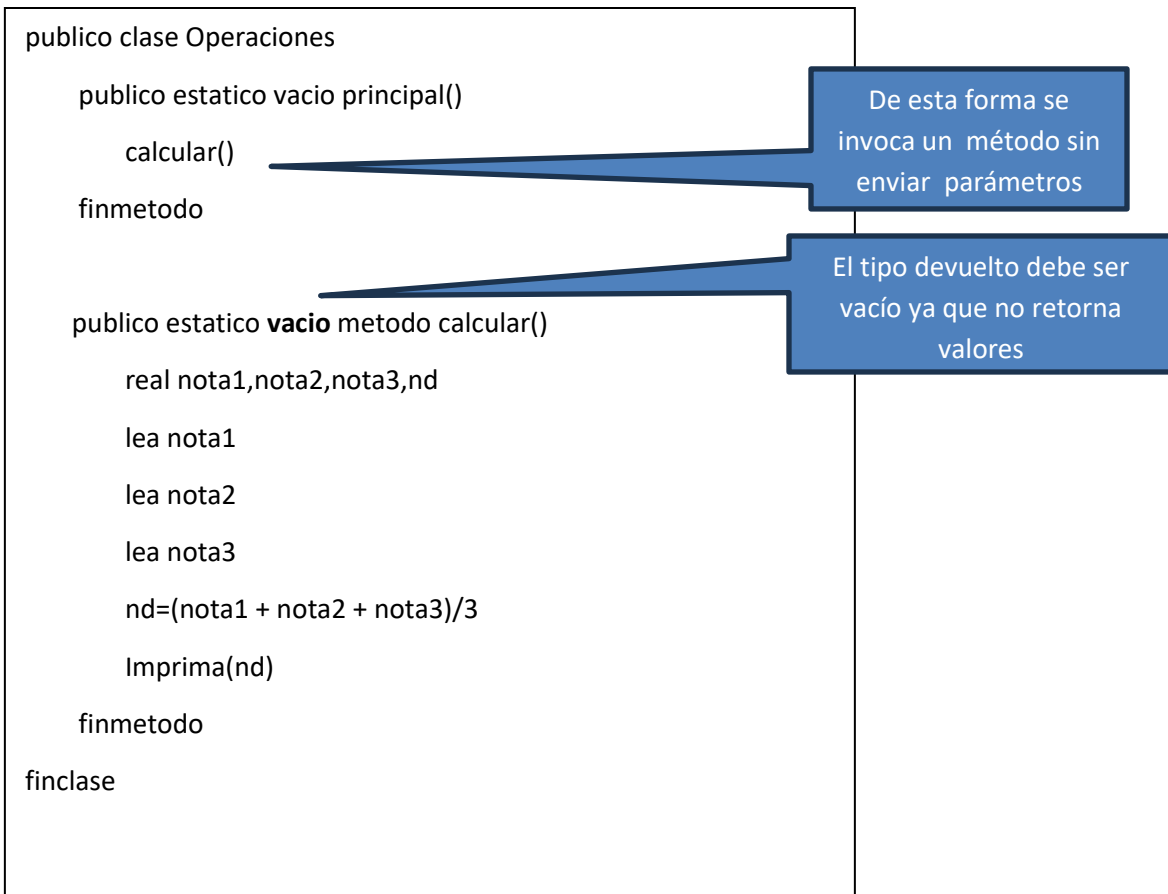 publico clase Operaciones
publico estatico vacio principal()
calcular()
finmetodo
De esta forma se
invoca un método sin
enviar parámetros
publico estatico vacio metodo calcular()
El tipo devuelto debe ser
vacío ya que no retorna
valores
real nota1,nota2,nota3,nd
lea nota1
lea nota2
lea nota3
nd=(nota1 + nota2 + nota3)/3
Imprima(nd)
finmetodo
finclase